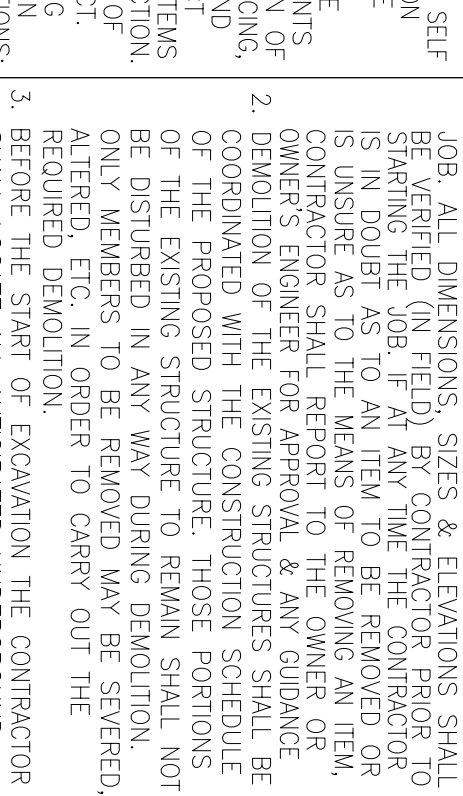 SELF
ON
E
NTS
N OF
CING,
ND
CT
TEMS
CTION.
OF
CT.
G
IN
TIONS:
JOB. ALL DIMENSIONS, SIZES & ELEVATIONS SHALL
BE VERIFIED (IN FIELD) BY CONTRACTOR PRIOR TO
STARTING THE JOB. IF AT ANY TIME THE CONTRACTOR
IS IN DOUBT AS TO AN ITEM TO BE REMOVED OR
IS UNSURE AS TO THE MEANS OF REMOVING AN ITEM,
CONTRACTOR SHALL REPORT TO THE OWNER OR
OWNER'S ENGINEER FOR APPROVAL & ANY GUIDANCE
2. DEMOLITION OF THE EXISTING STRUCTURES SHALL BE
COORDINATED WITH THE CONSTRUCTION SCHEDULE
OF THE PROPOSED STRUCTURE. THOSE PORTIONS
OF THE EXISTING STRUCTURE TO REMAIN SHALL NOT
BE DISTURBED IN ANY WAY DURING DEMOLITION.
ONLY MEMBERS TO BE REMOVED MAY BE SEVERED,
ALTERED, ETC. IN ORDER TO CARRY OUT THE
REQUIRED DEMOLITION.
3. BEFORE THE START OF EXCAVATION THE CONTRACTOR